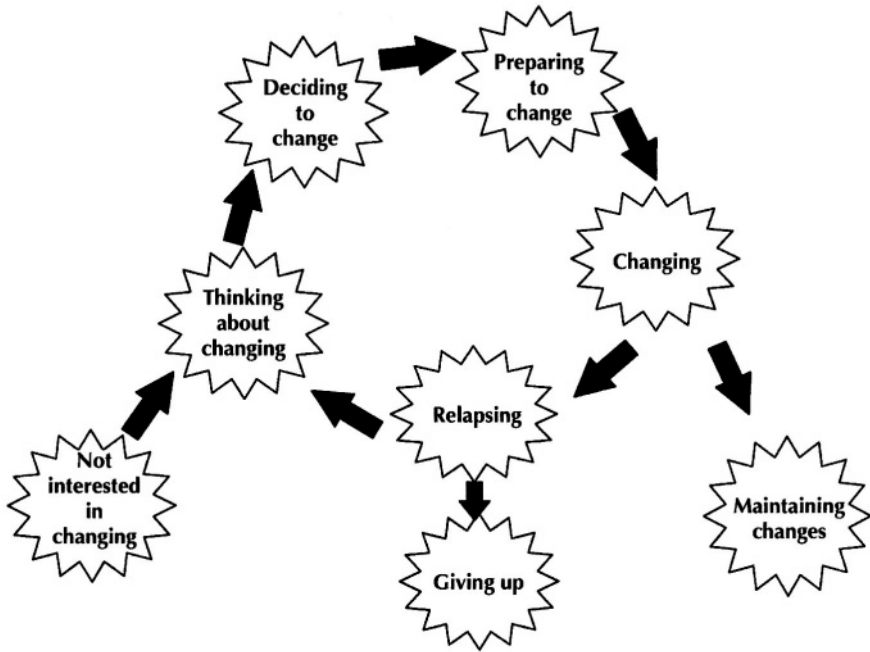 Deciding
to
change
Preparing
to
change
Changing
Thinking
about
changing
Relapsing
Not
interested
in
changing
Maintaining
changes
Giving up